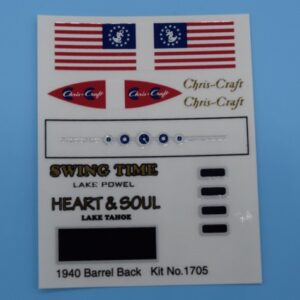 Chris-Craft
Chris-Craft
Chris-Craft
Chris-Craft
SWING TIME
LAKE POWEL
HEART & SOUL
LAKE TAHOE
1940 Barrel Back Kit No.1705